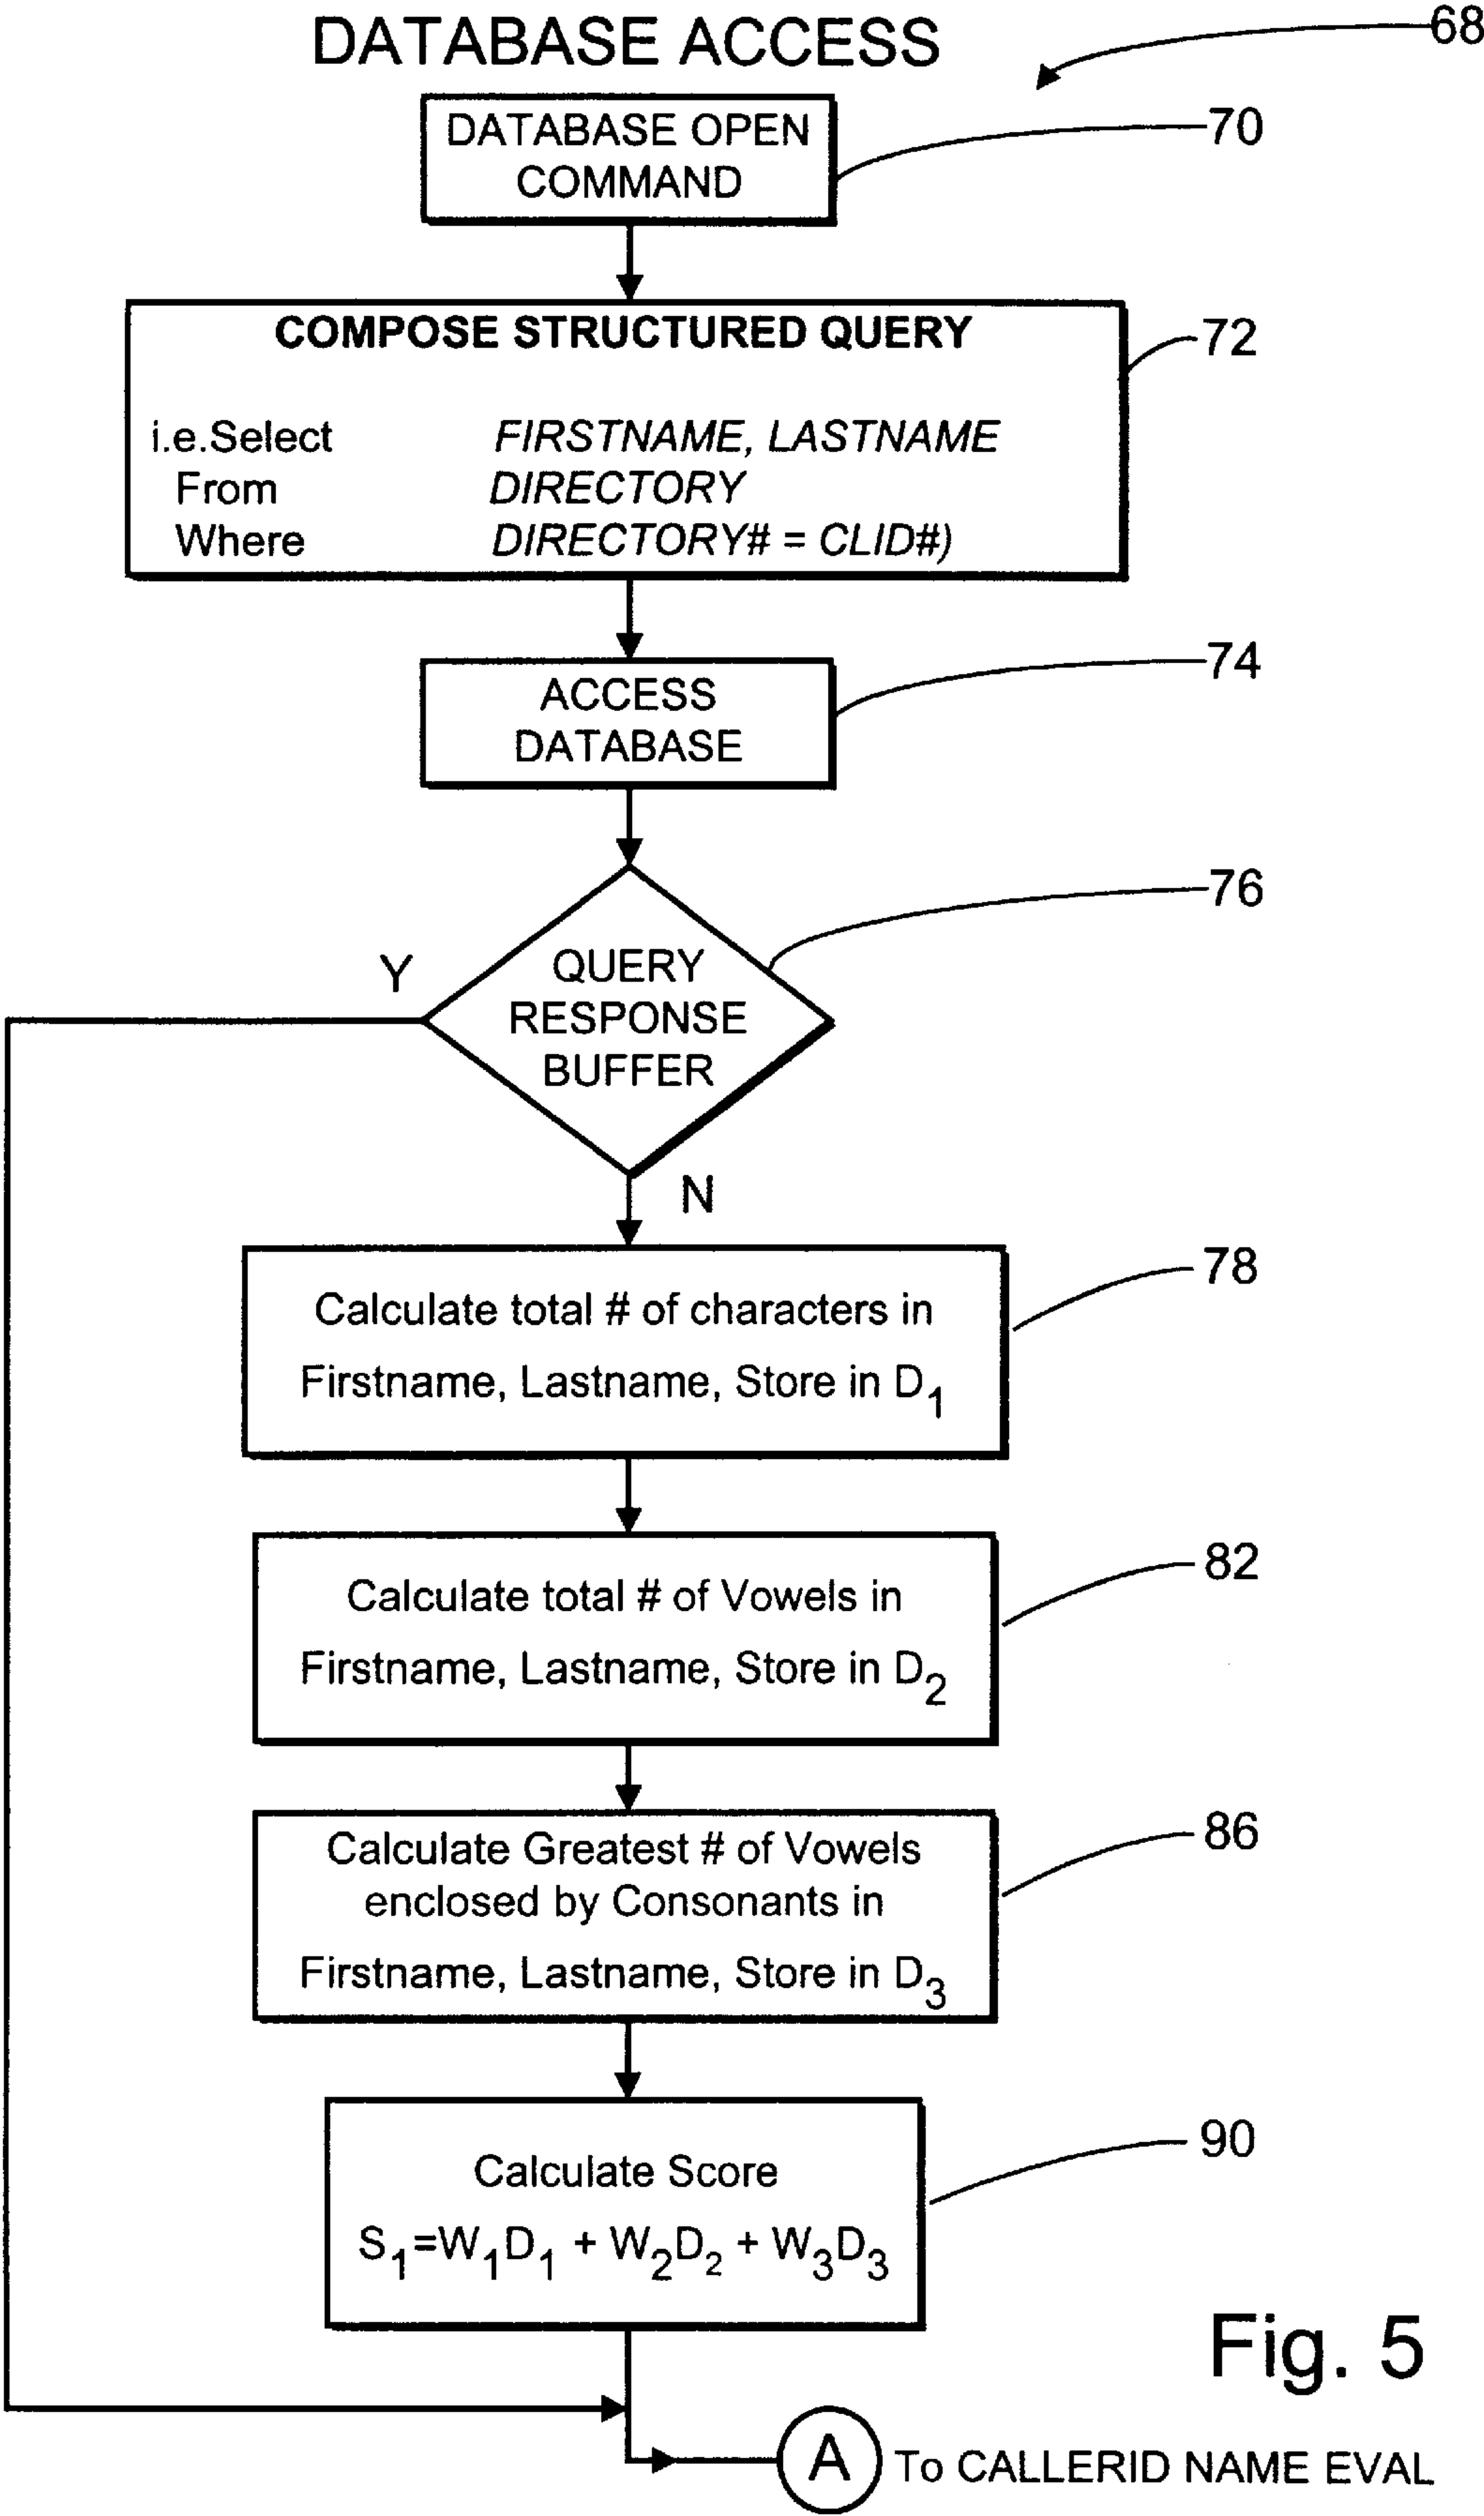 DATABASE ACCESS
68
DATABASE OPEN
COMMAND
70
COMPOSE STRUCTURED QUERY
72
i.e.Select FIRSTNAME, LASTNAME
From DIRECTORY
Where DIRECTORY# = CLID#)
ACCESS
DATABASE
74
76
Y
QUERY
RESPONSE
BUFFER
N
78
Calculate total # of characters in
Firstname, Lastname, Store in D1
82
Calculate total # of Vowels in
Firstname, Lastname, Store in D2
86
Calculate Greatest # of Vowels
enclosed by Consonants in
Firstname, Lastname, Store in D3
90
Calculate Score
S1=W1D1 + W2D2 + W3D3
Fig. 5
A To CALLERID NAME EVAL